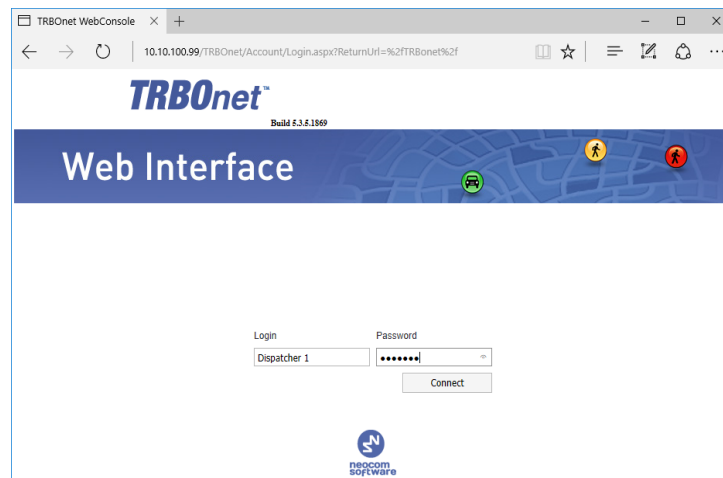 TRBOnet WebConsole
10.10.100.99/TRBOnet/Account/Login.aspx?ReturnUrl=%2fTRBonet%2f
TRBOnet™
Build 5.3.5.1869
Web Interface
Login Password
Dispatcher 1 •••••••
Connect
neocom
software